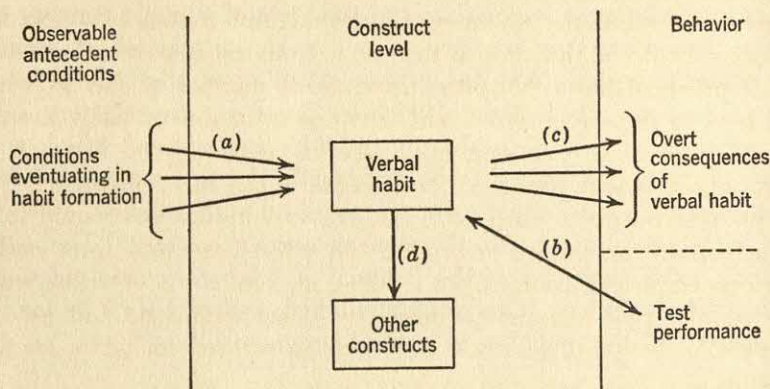 Observable
antecedent
conditions
Construct
level
Behavior
Conditions
eventuating in
habit formation
(a)
Verbal
habit
(c)
Overt
consequences
of
verbal habit
(d)
(b)
Other
constructs
Test
performance